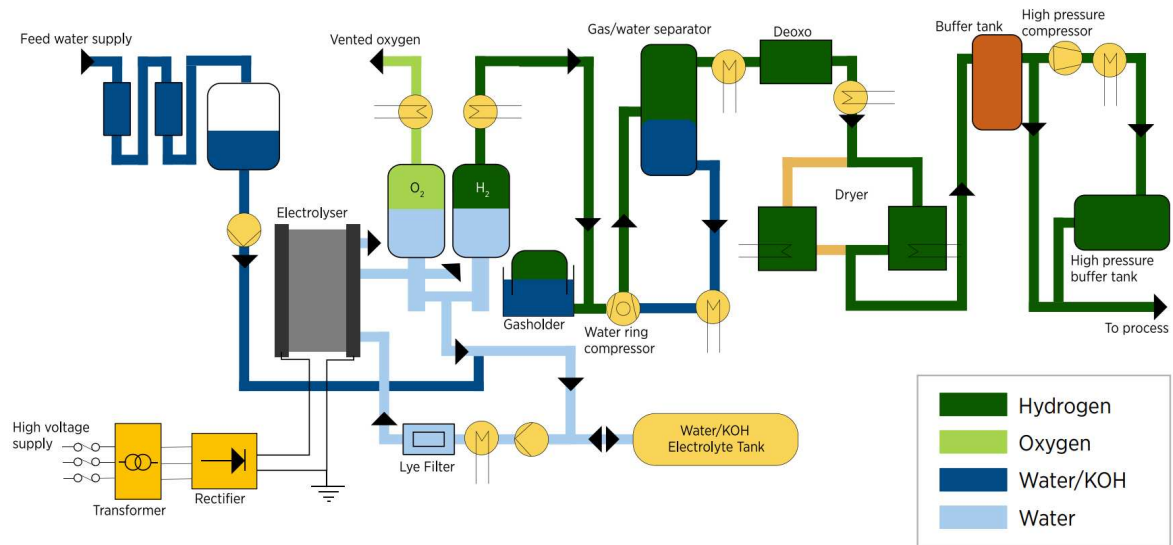 Feed water supply
Vented oxygen
Gas/water separator
Deoxo
Buffer tank
High pressure
compressor
O2
H2
Electrolyser
Dryer
Gasholder
Water ring
compressor
High pressure
buffer tank
To process
High voltage
supply
Transformer
Rectifier
Lye Filter
Water/KOH
Electrolyte Tank
Hydrogen
Oxygen
Water/KOH
Water